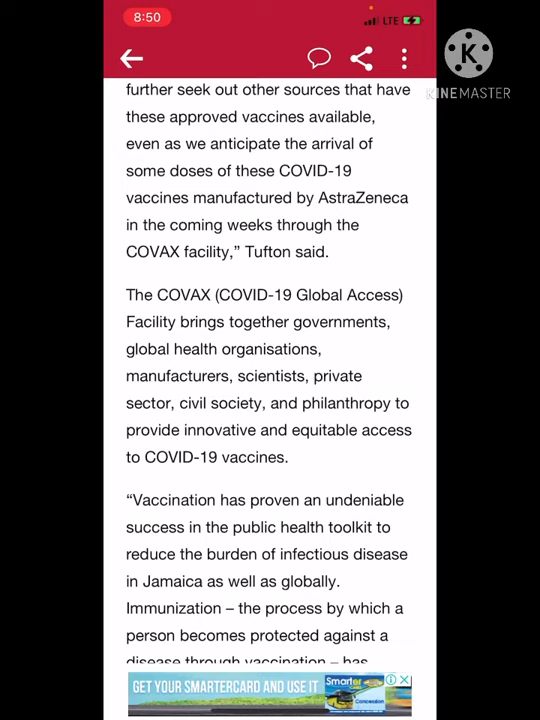 8:50
LTE
K
KINEMASTER
further seek out other sources that have
these approved vaccines available,
even as we anticipate the arrival of
some doses of these COVID-19
vaccines manufactured by AstraZeneca
in the coming weeks through the
COVAX facility,” Tufton said.
The COVAX (COVID-19 Global Access)
Facility brings together governments,
global health organisations,
manufacturers, scientists, private
sector, civil society, and philanthropy to
provide innovative and equitable access
to COVID-19 vaccines.
“Vaccination has proven an undeniable
success in the public health toolkit to
reduce the burden of infectious disease
in Jamaica as well as globally.
Immunization – the process by which a
person becomes protected against a
disease through vaccination – has
GET YOUR SMARTERCARD AND USE IT
Smarter
Concession